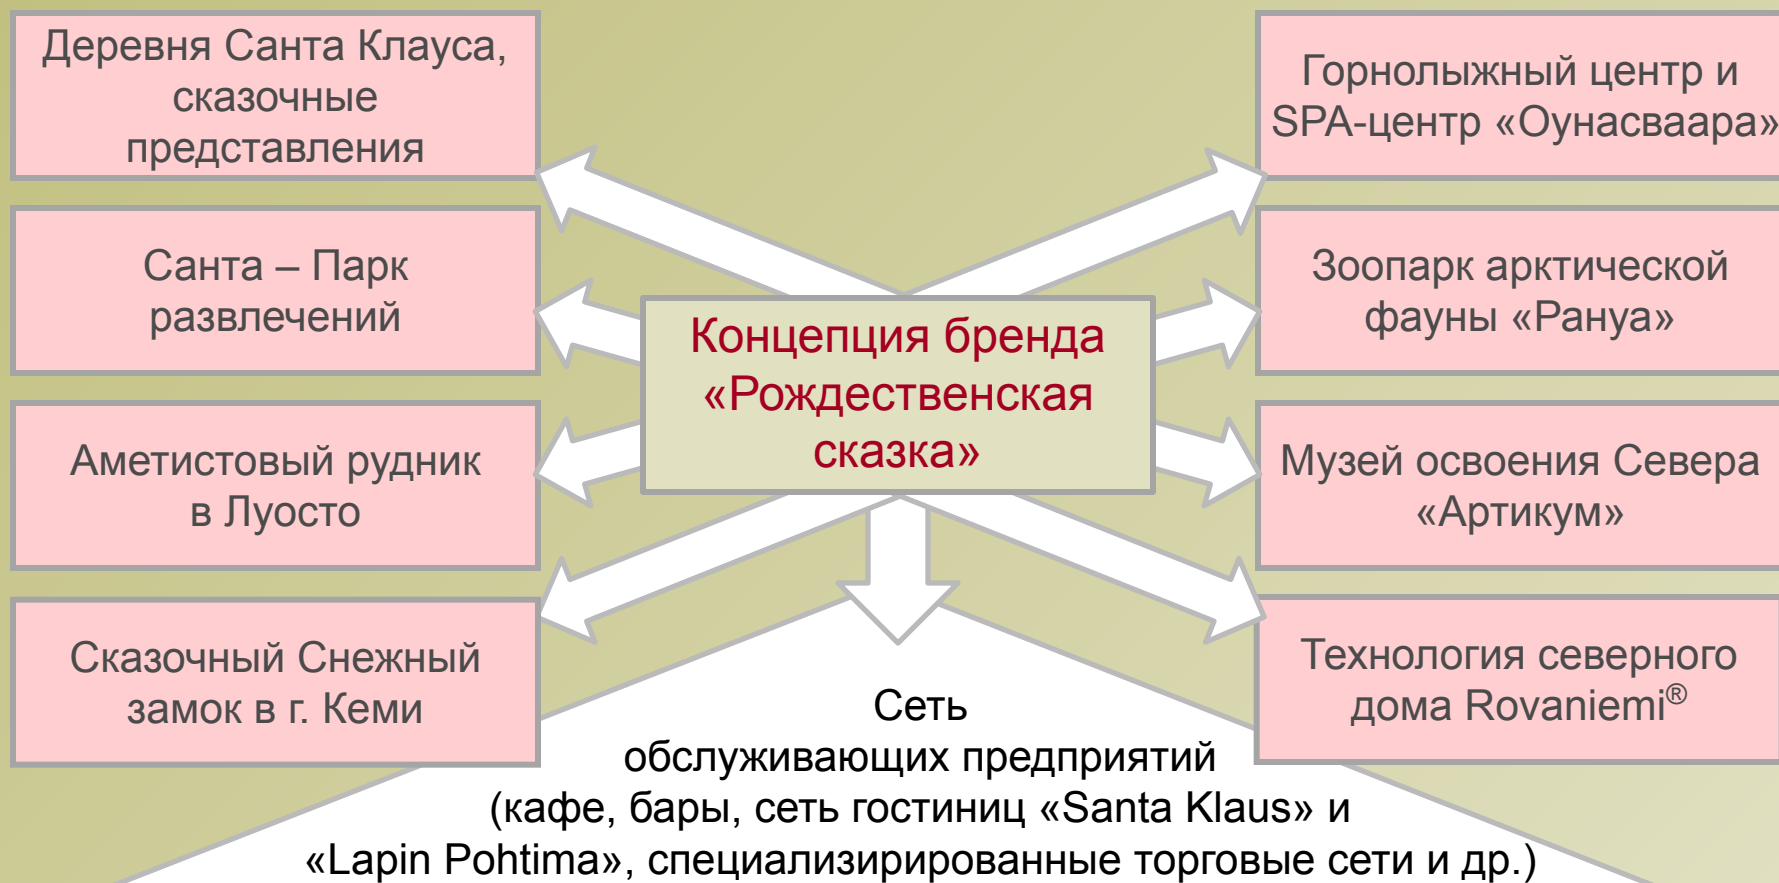 Деревня Санта Клауса,
сказочные
представления
Санта – Парк
развлечений
Аметистовый рудник
в Луосто
Сказочный Снежный
замок в г. Кеми
Концепция бренда
«Рождественская
сказка»
Горнолыжный центр и
SPA-центр «Оунасваара»
Зоопарк арктической
фауны «Рануа»
Музей освоения Севера
«Артикум»
Технология северного
дома Rovaniemi®
Сеть
обслуживающих предприятий
(кафе, бары, сеть гостиниц «Santa Klaus» и
«Lapin Pohtima», специализирированные торговые сети и др.)